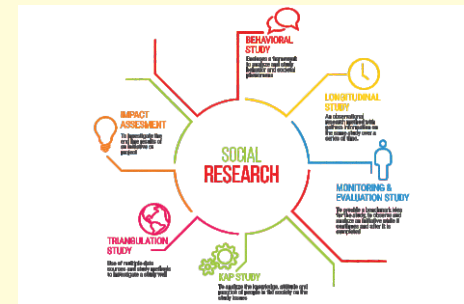 BEHAVIORAL
STUDY
Evaluates a framework
to analyze and study
behavior and societal
phenomenon
LONGITUDINAL
STUDY
An observational
research method with
gathers information on
the same study over a
series of time.
IMPACT
ASSESMENT
To investigate the
end line results of
an initiative or
project
SOCIAL
RESEARCH
MONITORING &
EVALUATION STUDY
To provide a benchmark idea
for the study, to observe and
analyze an initiative while it
continues and after it is
completed
TRIANGULATION
STUDY
Use of multiple data
sources and study methods
to investigate a study well
KAP STUDY
To analyze the knowledge, attitude and
practice of people in the society on the
study issues